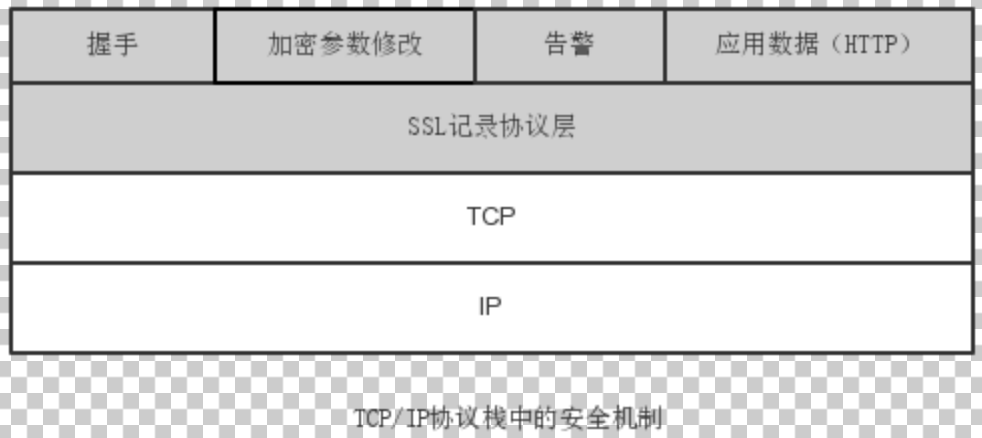 握手 加密参数修改 告警 应用数据（HTTP）
SSL记录协议层
TCP
IP
TCP/IP协议栈中的安全机制